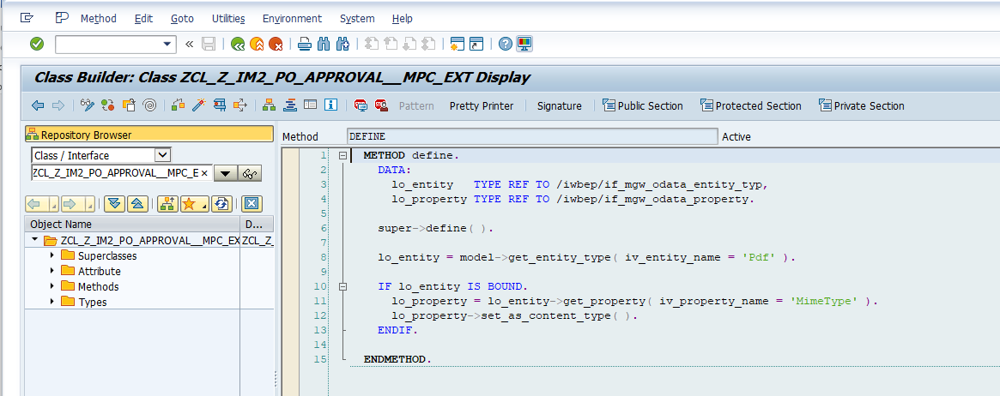 Method Edit Goto Utilities Environment System Help
Class Builder: Class ZCL_Z_IM2_PO_APPROVAL__MPC_EXT Display
Pattern Pretty Printer Signature Public Section Protected Section Private Section
Repository Browser
Class / Interface
ZCL_Z_IM2_PO_APPROVAL__MPC_E
Object Name D...
ZCL_Z_IM2_PO_APPROVAL__MPC_EX ZCL_Z_
Superclasses
Attribute
Methods
Types
Method DEFINE Active
1 METHOD define.
2 DATA:
3 lo_entity TYPE REF TO /iwbep/if_mgw_odata_entity_typ,
4 lo_property TYPE REF TO /iwbep/if_mgw_odata_property.
5
6 super->define( ).
7
8 lo_entity = model->get_entity_type( iv_entity_name = 'Pdf' ).
9
10 IF lo_entity IS BOUND.
11 lo_property = lo_entity->get_property( iv_property_name = 'MimeType' ).
12 lo_property->set_as_content_type( ).
13 ENDIF.
14
15 ENDMETHOD.